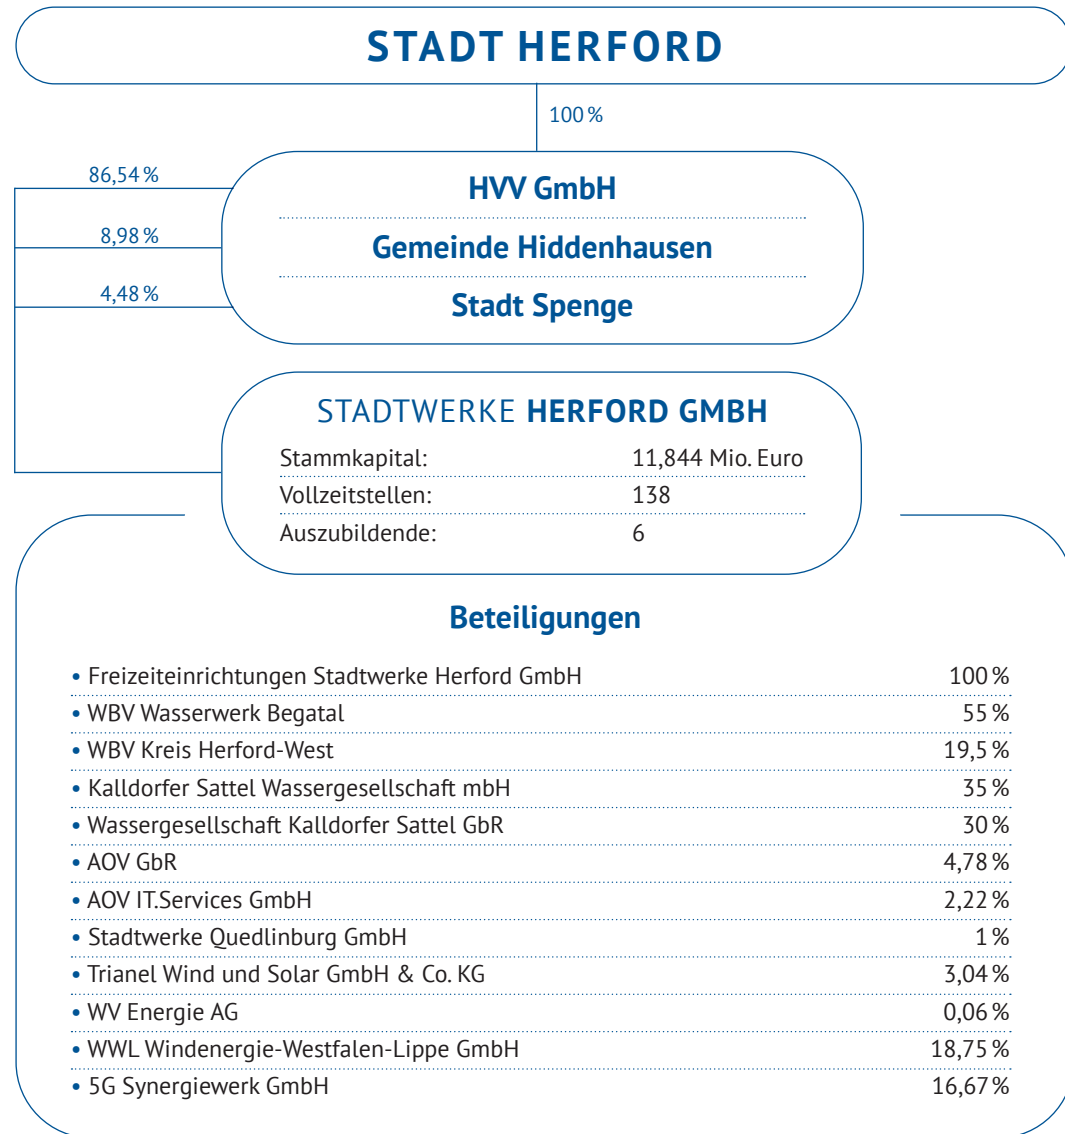 STADT HERFORD
100 %
86,54 %
HVV GmbH
8,98 %
Gemeinde Hiddenhausen
4,48 %
Stadt Spenge
STADTWERKE HERFORD GMBH
Stammkapital: 11,844 Mio. Euro
Vollzeitstellen: 138
Auszubildende: 6
Beteiligungen
• Freizeiteinrichtungen Stadtwerke Herford GmbH 100 %
• WBV Wasserwerk Begatal 55 %
• WBV Kreis Herford-West 19,5 %
• Kalldorfer Sattel Wassergesellschaft mbH 35 %
• Wassergesellschaft Kalldorfer Sattel GbR 30 %
• AOV GbR 4,78 %
• AOV IT.Services GmbH 2,22 %
• Stadtwerke Quedlinburg GmbH 1 %
• Trianel Wind und Solar GmbH & Co. KG 3,04 %
• WV Energie AG 0,06 %
• WWL Windenergie-Westfalen-Lippe GmbH 18,75 %
• 5G Synergiewerk GmbH 16,67 %